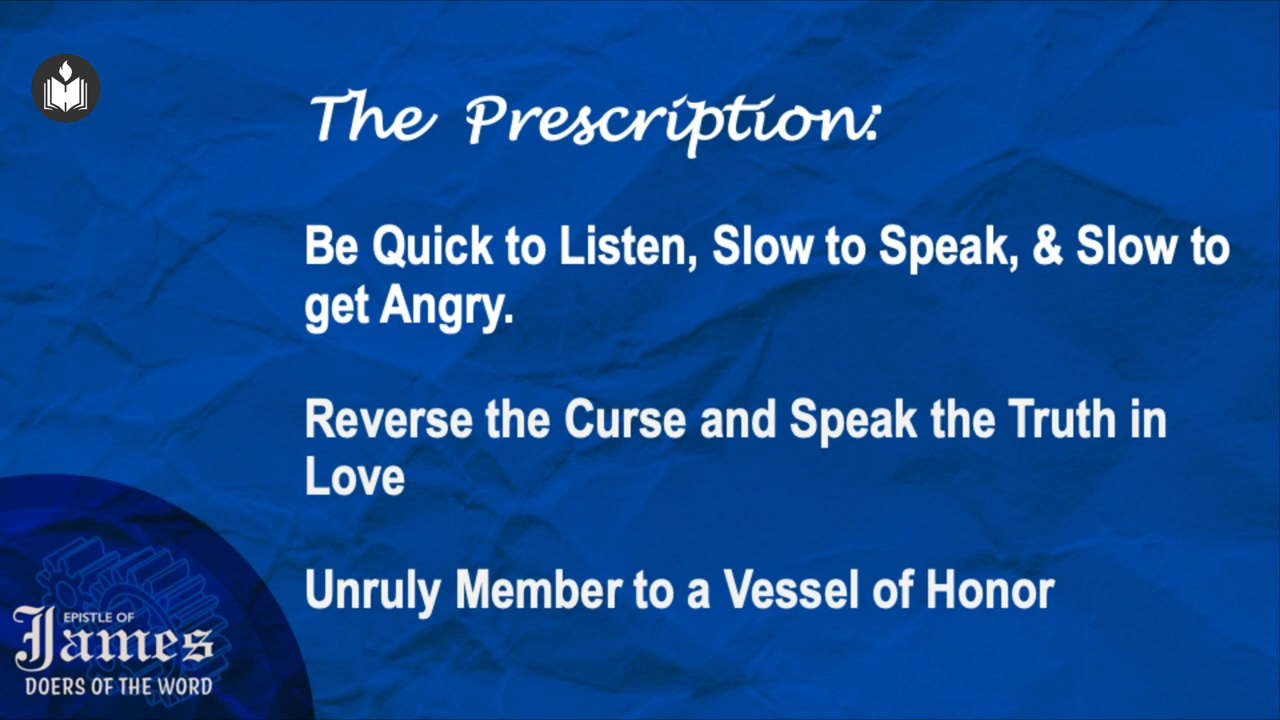 The Prescription:
Be Quick to Listen, Slow to Speak, & Slow to
get Angry.
Reverse the Curse and Speak the Truth in
Love
Unruly Member to a Vessel of Honor
EPISTLE OF
James
DOERS OF THE WORD